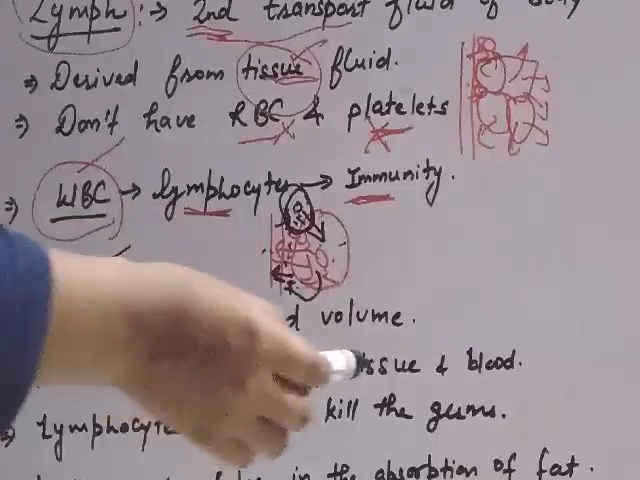 Lymph :→ 2nd transport fluid of body
⇒ Derived from tissue fluid.
⇒ Don't have RBC & platelets
⇒ WBC → lymphocytes → Immunity.
volume.
tissue & blood.
⇒ Lymphocyte kill the germs.
in the absorption of fat.